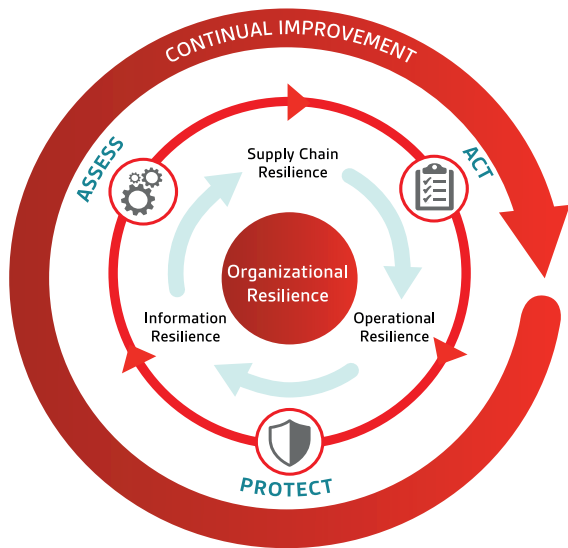 CONTINUAL IMPROVEMENT
ASSESS
ACT
Supply Chain
Resilience
Organizational
Resilience
Information
Resilience
Operational
Resilience
PROTECT